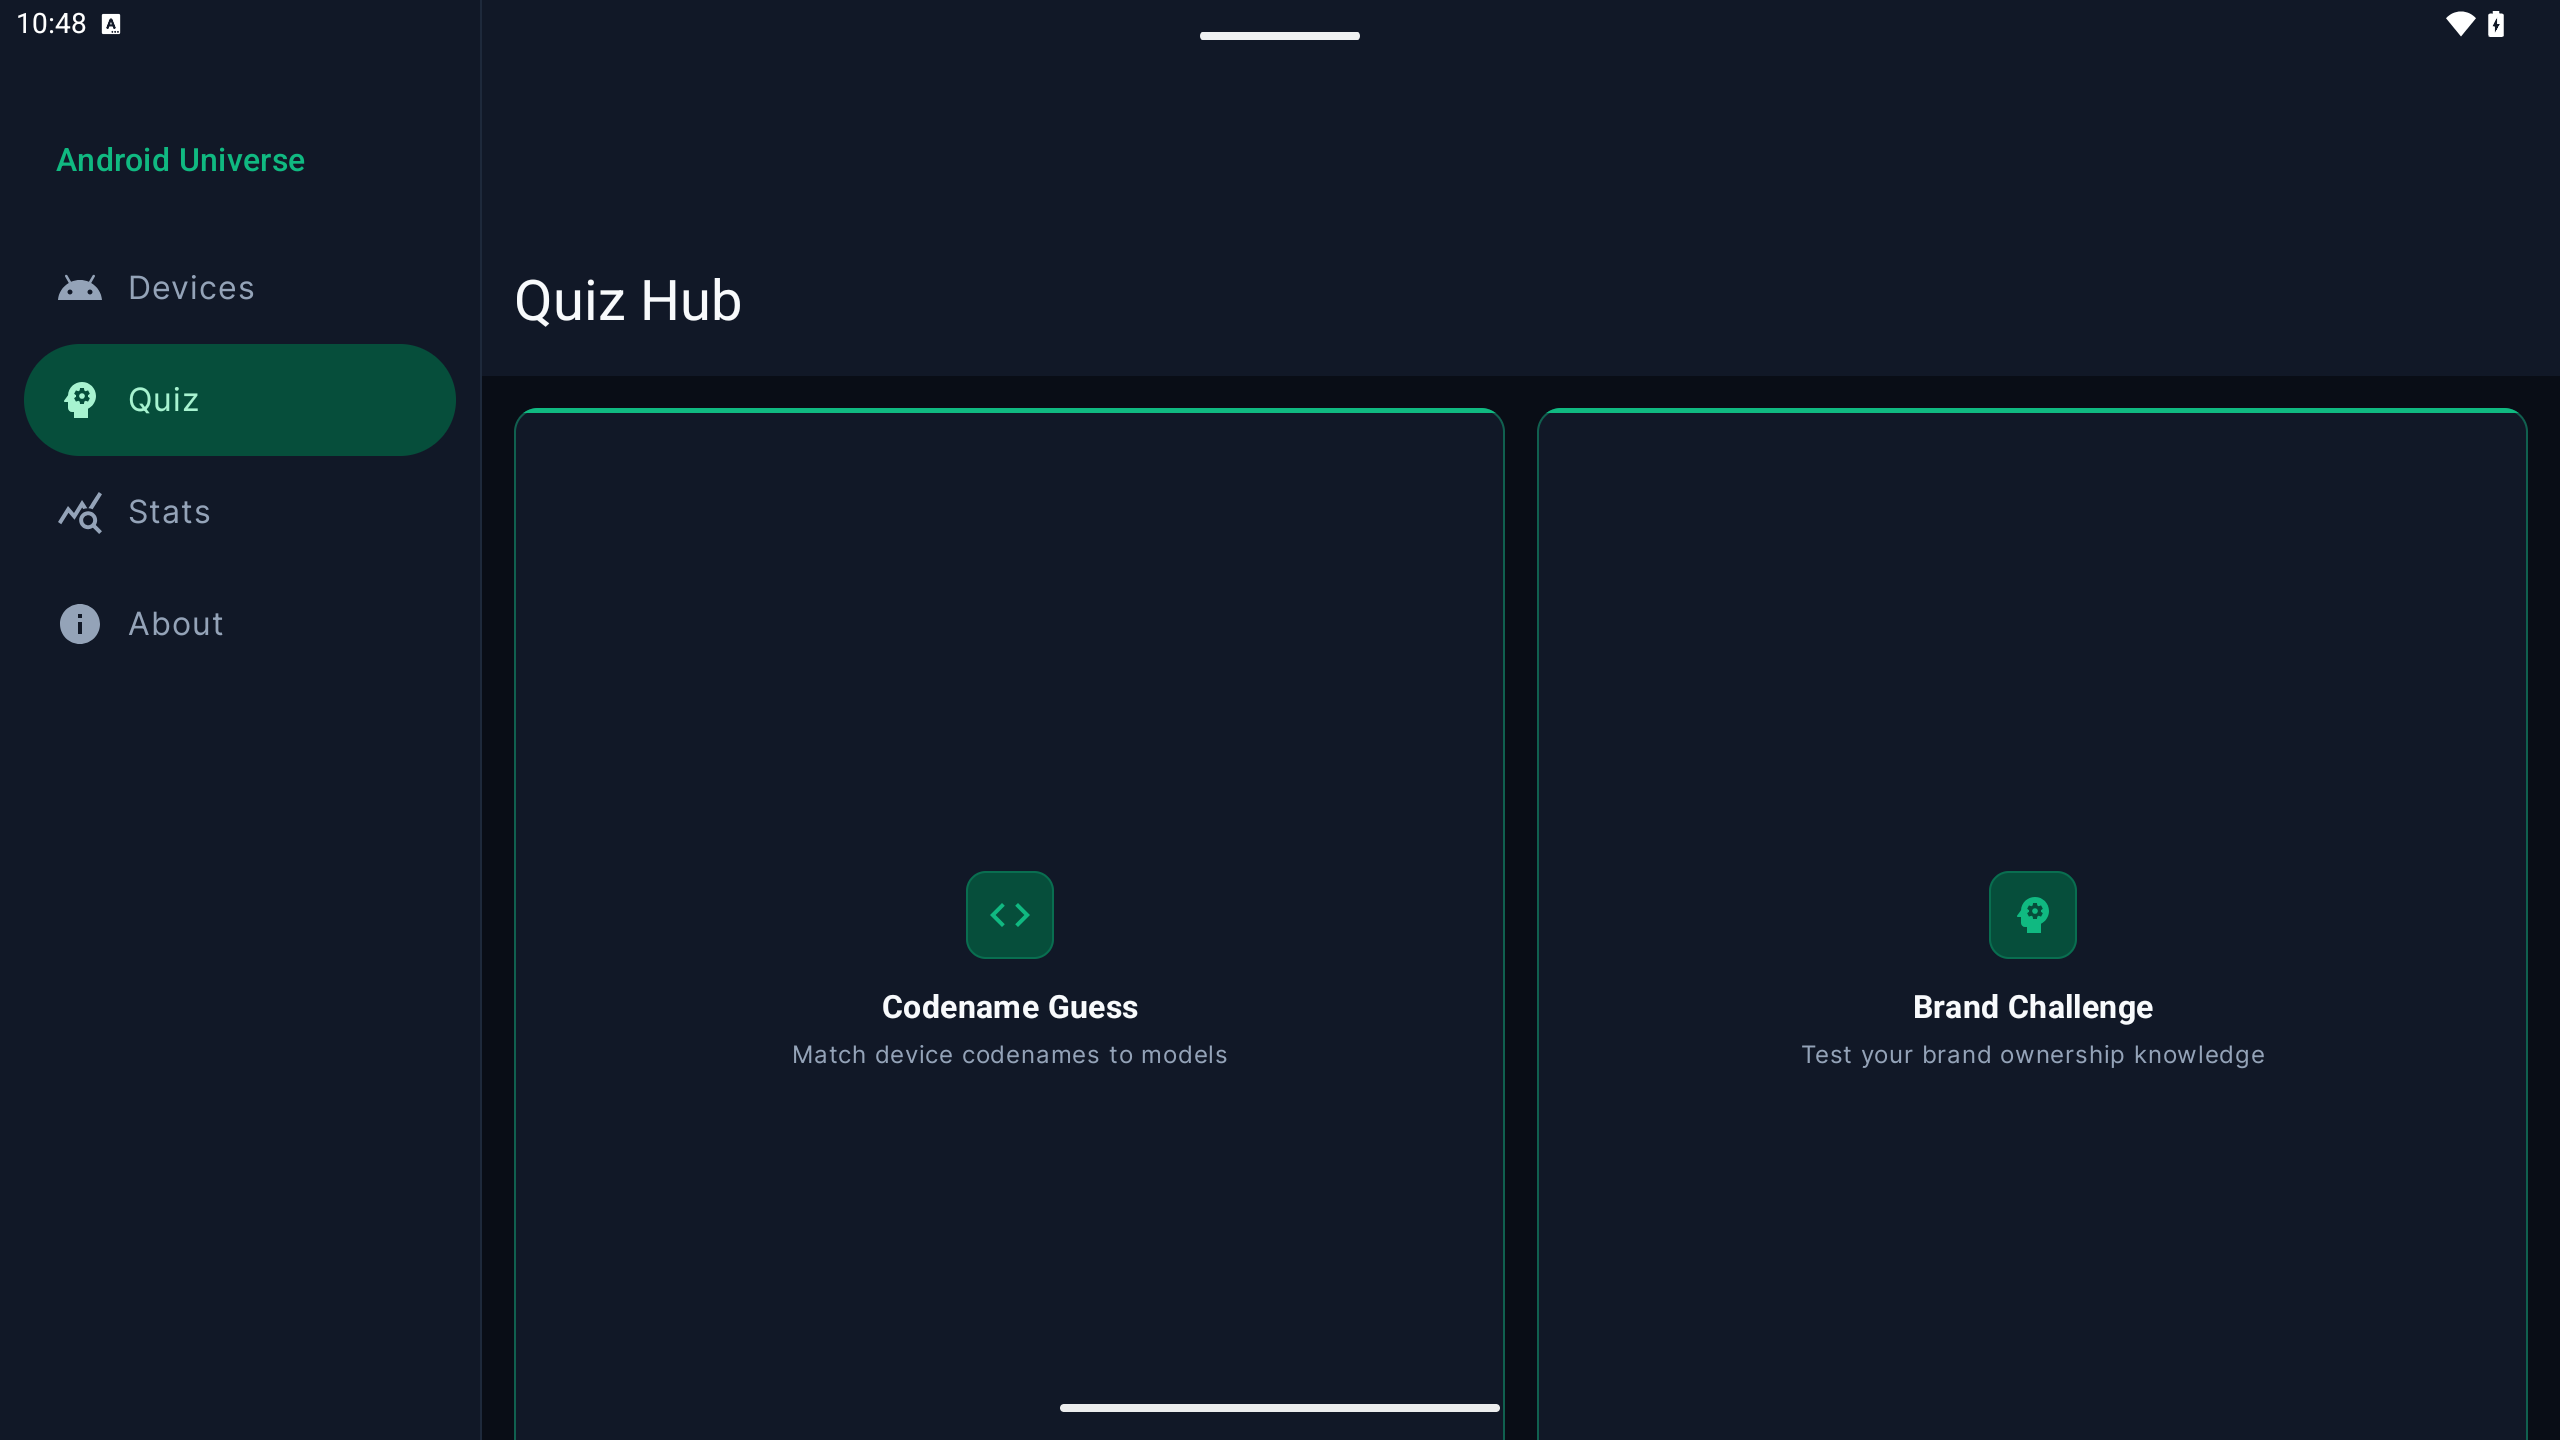 10:48
Android Universe
Devices
Quiz
Stats
About
Quiz Hub
Codename Guess
Match device codenames to models
Brand Challenge
Test your brand ownership knowledge